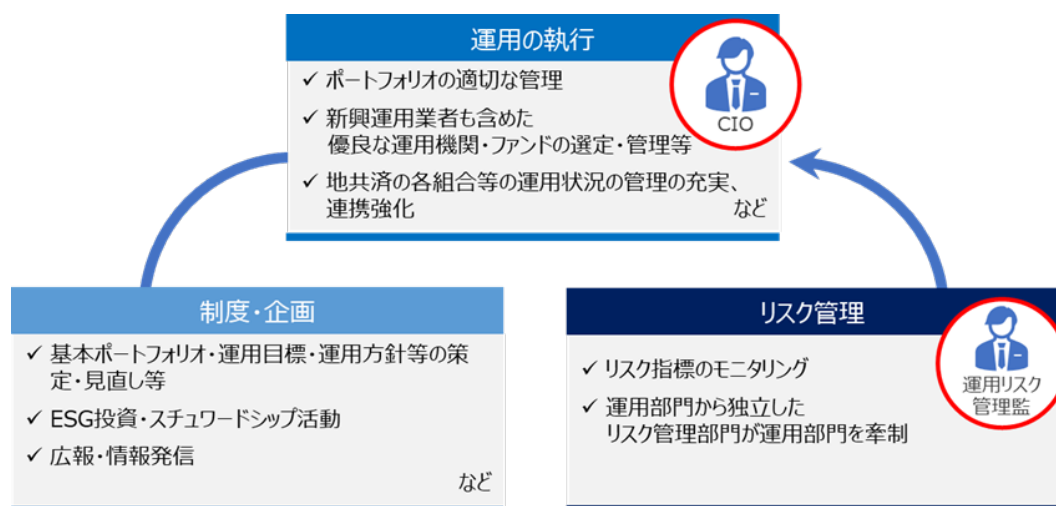 運用の執行
✓ ポートフォリオの適切な管理
✓ 新興運用業者も含めた
優良な運用機関・ファンドの選定・管理等
✓ 地共済の各組合等の運用状況の管理の充実、
連携強化 など
CIO
制度・企画
✓ 基本ポートフォリオ・運用目標・運用方針等の策
定・見直し等
✓ ESG投資・スチュワードシップ活動
✓ 広報・情報発信
など
リスク管理
✓ リスク指標のモニタリング
✓ 運用部門から独立した
リスク管理部門が運用部門を牽制
運用リスク
管理監